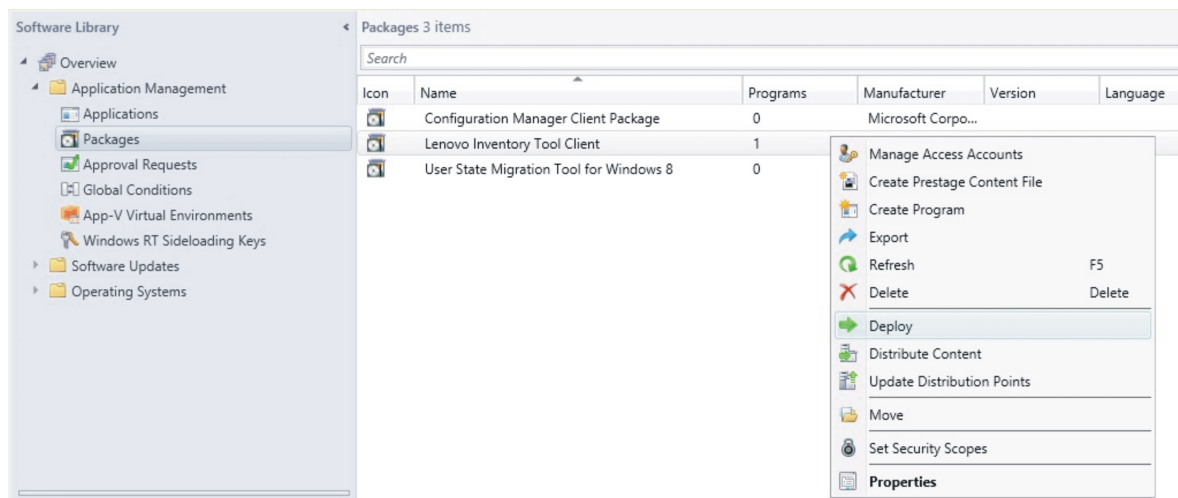 Software Library
Overview
Application Management
Applications
Packages
Approval Requests
Global Conditions
App-V Virtual Environments
Windows RT Sideloading Keys
Software Updates
Operating Systems
Packages 3 items
Search
Icon Name Programs Manufacturer Version Language
Configuration Manager Client Package 0 Microsoft Corpo...
Lenovo Inventory Tool Client 1
User State Migration Tool for Windows 8 0
Manage Access Accounts
Create Prestage Content File
Create Program
Export
Refresh F5
Delete Delete
Deploy
Distribute Content
Update Distribution Points
Move
Set Security Scopes
Properties